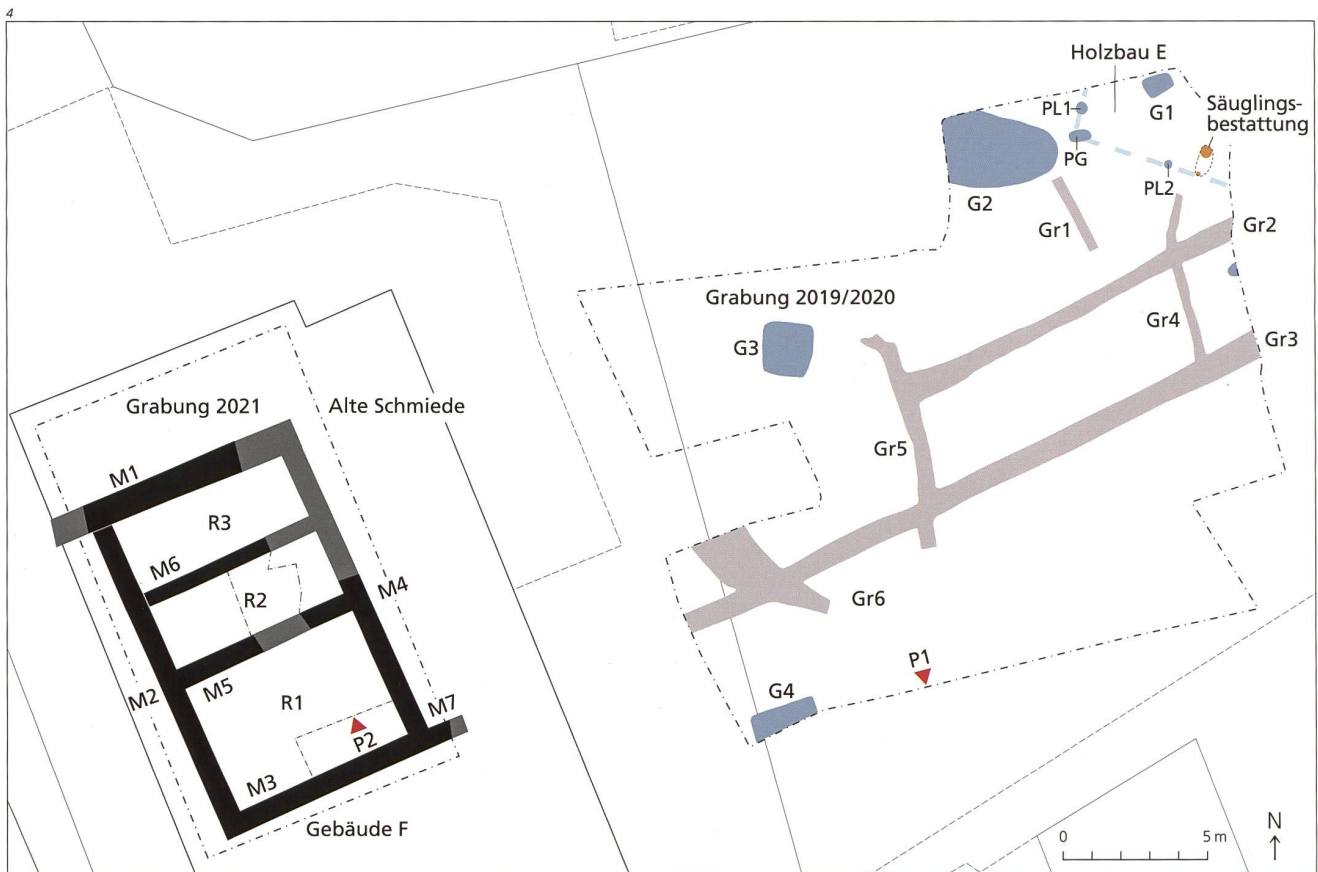 4
Holzbau E
PL1
G1
Säuglings-
bestattung
PG
PL2
G2
Gr1
Gr2
Grabung 2019/2020
Gr4
Gr3
G3
Grabung 2021
Alte Schmiede
Gr5
M1
R3
M6
R2
M4
Gr6
P1
M2
M5
R1
G4
M7
P2
M3
Gebäude F
0
5 m
N